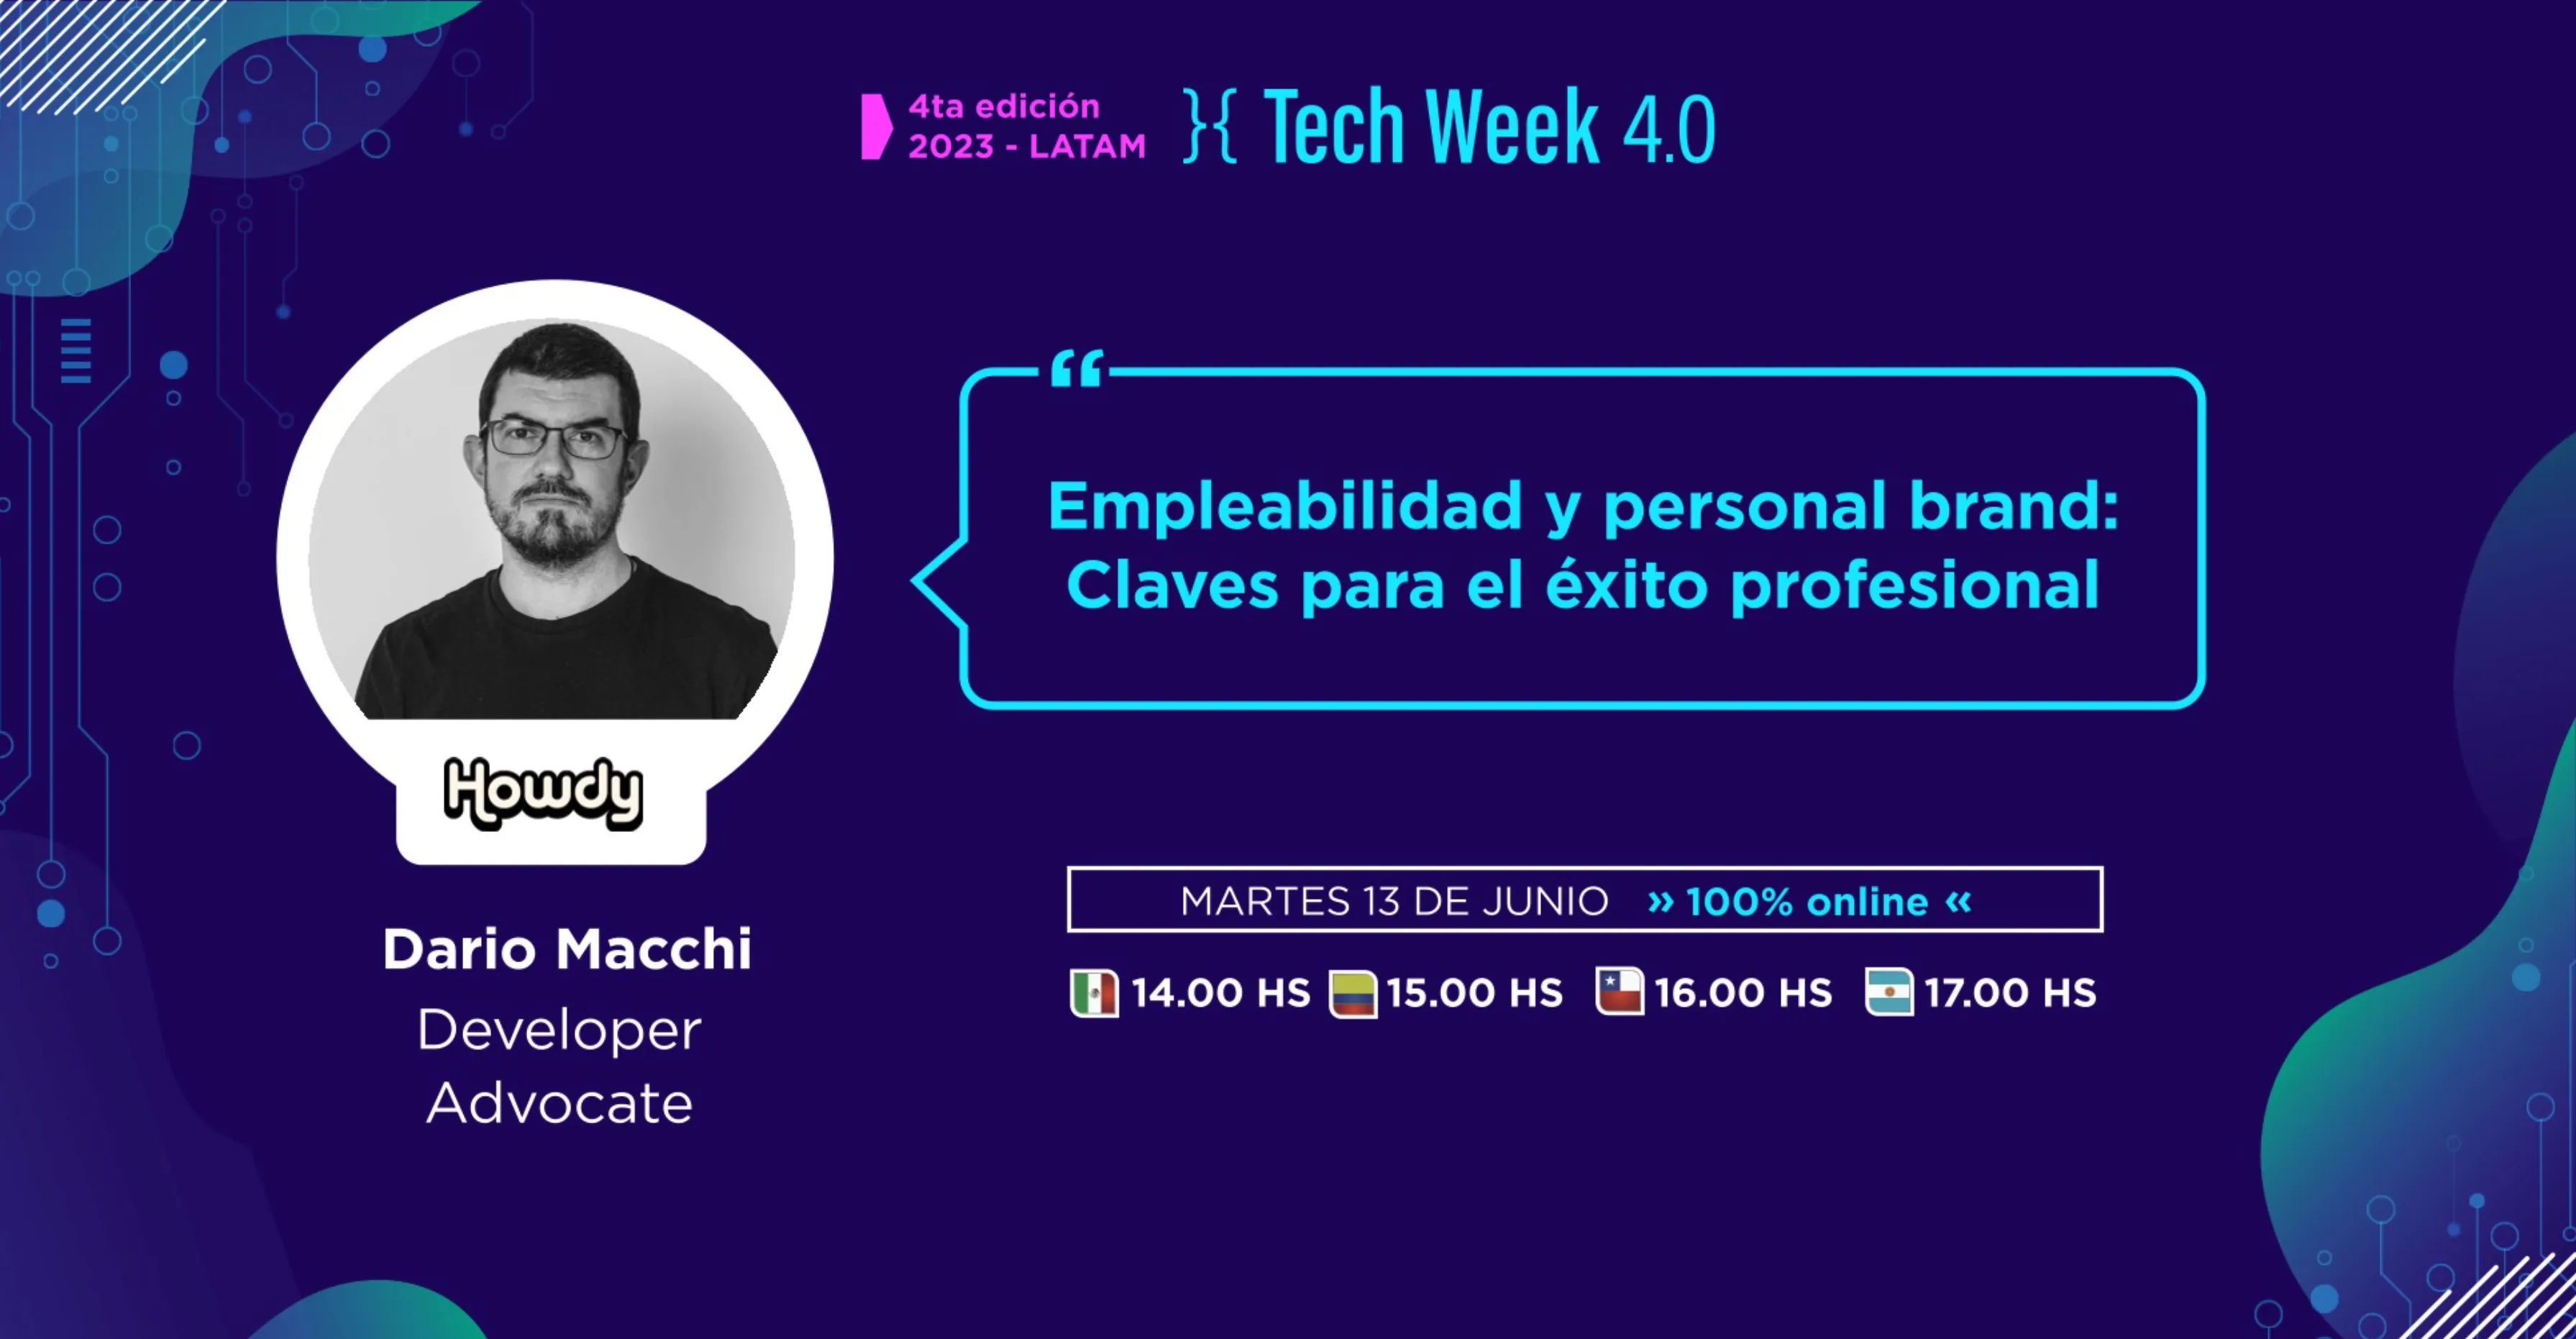 4ta edición
2023 - LATAM
}{ Tech Week 4.0
“
Empleabilidad y personal brand:
Claves para el éxito profesional
Howdy
Dario Macchi
Developer
Advocate
MARTES 13 DE JUNIO » 100% online «
14.00 HS 15.00 HS 16.00 HS 17.00 HS